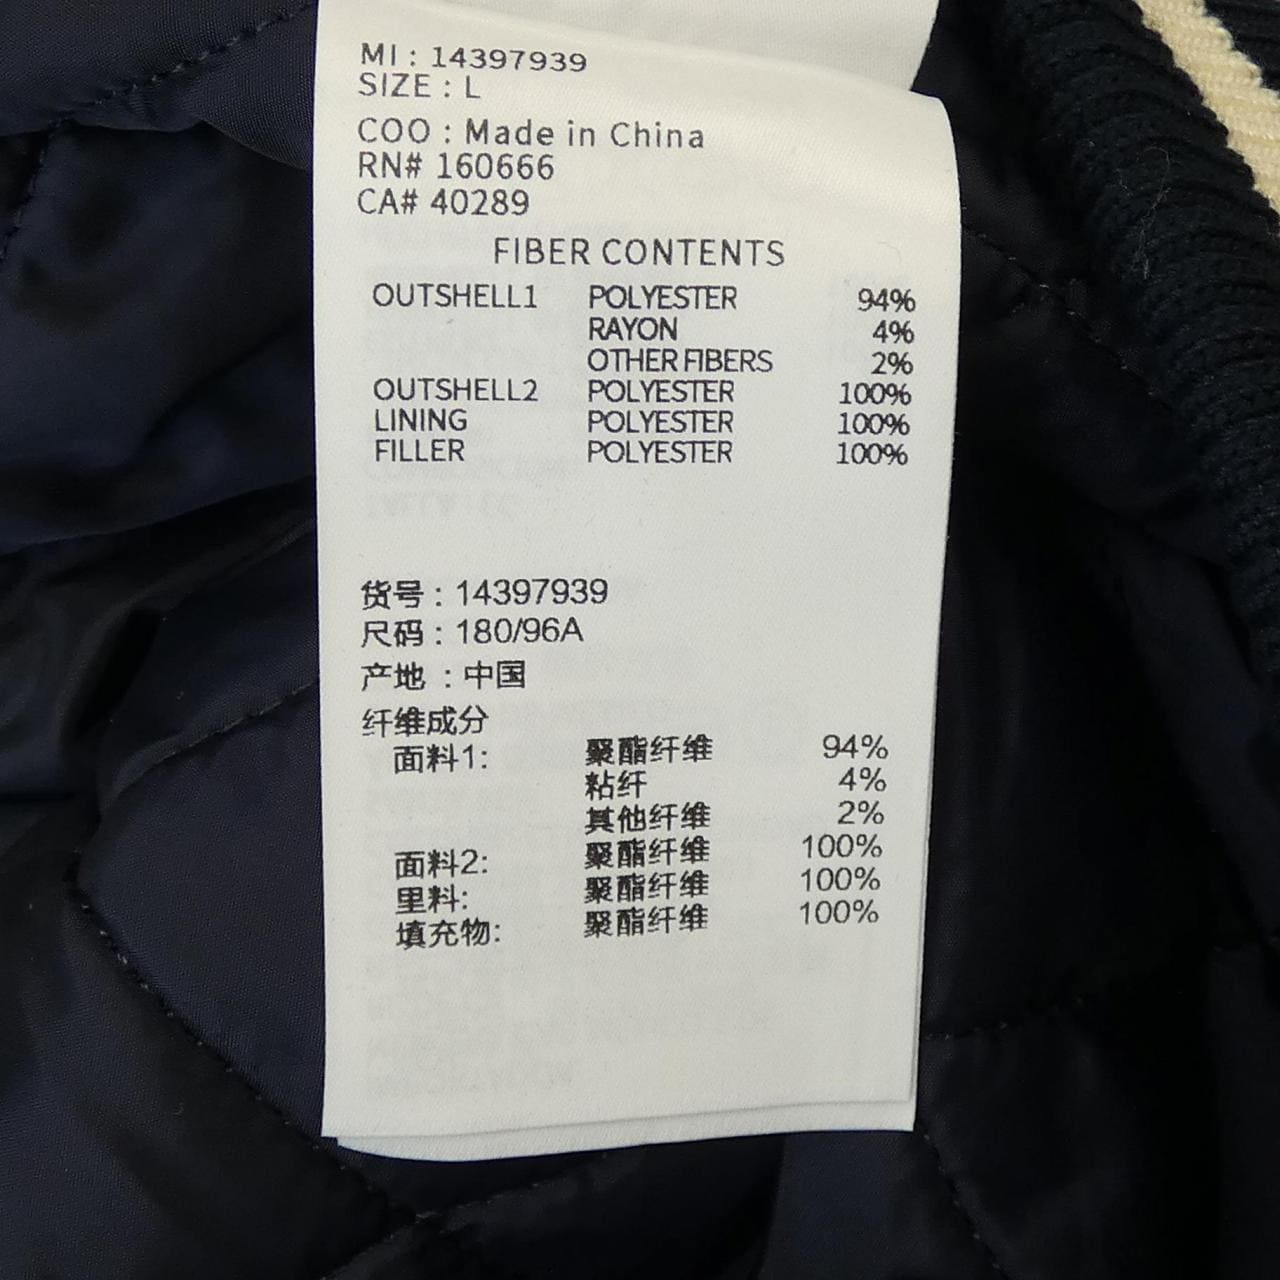 MI : 14397939
SIZE : L
COO : Made in China
RN# 160666
CA# 40289
FIBER CONTENTS
OUTSHELL1 POLYESTER 94%
RAYON 4%
OTHER FIBERS 2%
OUTSHELL2 POLYESTER 100%
LINING POLYESTER 100%
FILLER POLYESTER 100%
货号 : 14397939
尺码 : 180/96A
产地 : 中国
纤维成分
面料1: 聚酯纤维 94%
粘纤 4%
其他纤维 2%
面料2: 聚酯纤维 100%
里料: 聚酯纤维 100%
填充物: 聚酯纤维 100%